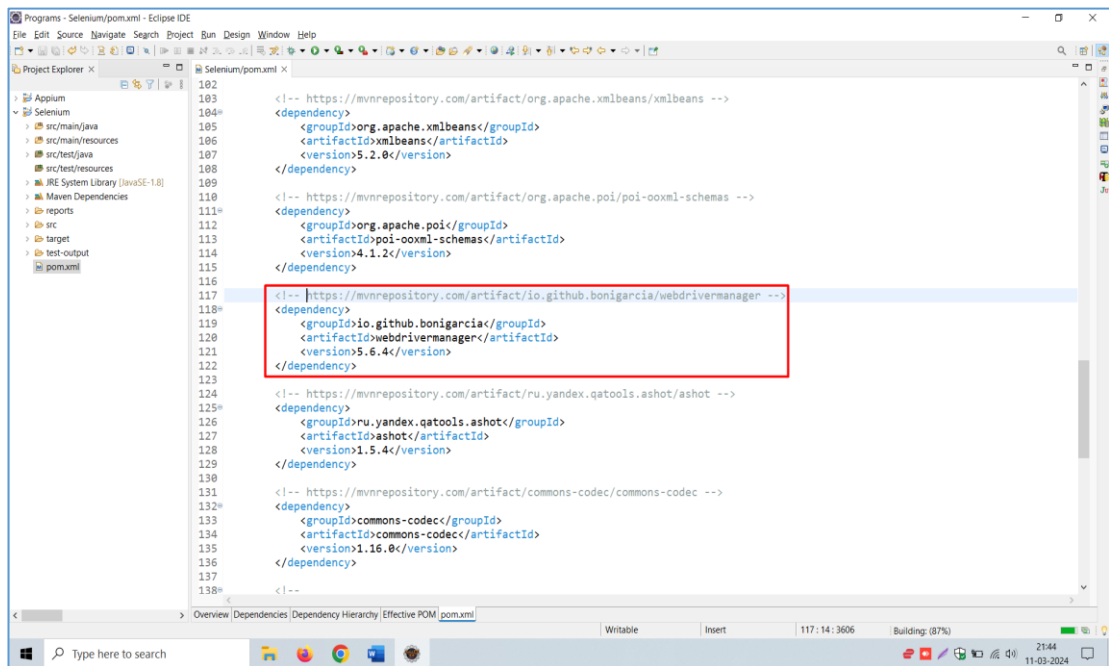 Programs - Selenium/pom.xml - Eclipse IDE
File Edit Source Navigate Search Project Run Design Window Help
Project Explorer
Selenium/pom.xml
Appium
Selenium
src/main/java
src/main/resources
src/test/java
src/test/resources
JRE System Library [JavaSE-1.8]
Maven Dependencies
reports
src
target
test-output
pom.xml
102
103 <!-- https://mvnrepository.com/artifact/org.apache.xmlbeans/xmlbeans -->
104 <dependency>
105 <groupId>org.apache.xmlbeans</groupId>
106 <artifactId>xmlbeans</artifactId>
107 <version>5.2.0</version>
108 </dependency>
109
110 <!-- https://mvnrepository.com/artifact/org.apache.poi/poi-ooxml-schemas -->
111 <dependency>
112 <groupId>org.apache.poi</groupId>
113 <artifactId>poi-ooxml-schemas</artifactId>
114 <version>4.1.2</version>
115 </dependency>
116
117 <!-- https://mvnrepository.com/artifact/io.github.bonigarcia/webdrivermanager -->
118 <dependency>
119 <groupId>io.github.bonigarcia</groupId>
120 <artifactId>webdrivermanager</artifactId>
121 <version>5.6.4</version>
122 </dependency>
123
124 <!-- https://mvnrepository.com/artifact/ru.yandex.qatools.ashot/ashot -->
125 <dependency>
126 <groupId>ru.yandex.qatools.ashot</groupId>
127 <artifactId>ashot</artifactId>
128 <version>1.5.4</version>
129 </dependency>
130
131 <!-- https://mvnrepository.com/artifact/commons-codec/commons-codec -->
132 <dependency>
133 <groupId>commons-codec</groupId>
134 <artifactId>commons-codec</artifactId>
135 <version>1.16.0</version>
136 </dependency>
137
138 <!--
Overview Dependencies Dependency Hierarchy Effective POM pom.xml
Writable Insert 117 : 14 : 3606 Building: (87%)
Type here to search
21:44
11-03-2024